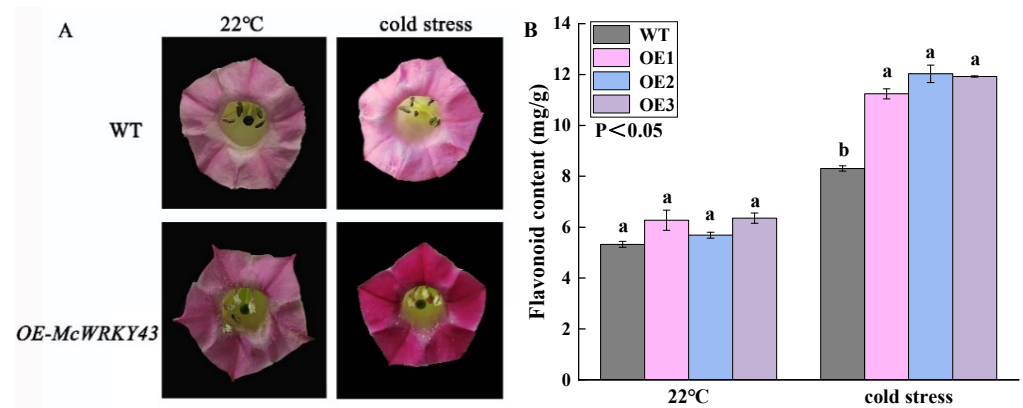 A
22℃
cold stress
WT
OE-McWRKY43
B
Flavonoid content (mg/g)
14
12
10
8
6
4
2
0
WT
OE1
OE2
OE3
P＜0.05
a
a
a
a
b
a
a
a
22℃
cold stress